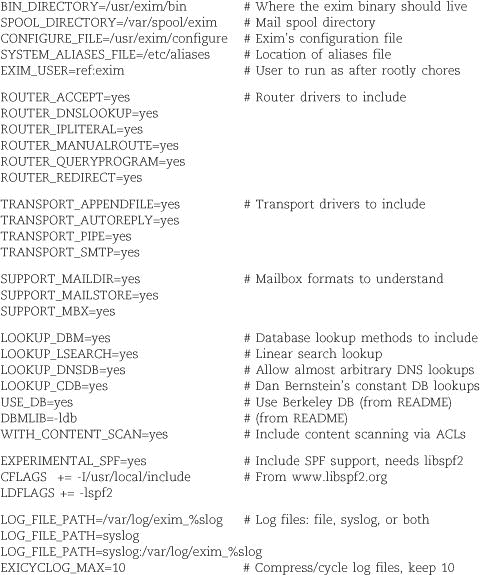 BIN_DIRECTORY=/usr/exim/bin # Where the exim binary should live
SPOOL_DIRECTORY=/var/spool/exim # Mail spool directory
CONFIGURE_FILE=/usr/exim/configure # Exim's configuration file
SYSTEM_ALIASES_FILE=/etc/aliases # Location of aliases file
EXIM_USER=ref:exim # User to run as after rootly chores
ROUTER_ACCEPT=yes # Router drivers to include
ROUTER_DNSLOOKUP=yes
ROUTER_IPLITERAL=yes
ROUTER_MANUALROUTE=yes
ROUTER_QUERYPROGRAM=yes
ROUTER_REDIRECT=yes
TRANSPORT_APPENDFILE=yes # Transport drivers to include
TRANSPORT_AUTOREPLY=yes
TRANSPORT_PIPE=yes
TRANSPORT_SMTP=yes
SUPPORT_MAILDIR=yes # Mailbox formats to understand
SUPPORT_MAILSTORE=yes
SUPPORT_MBX=yes
LOOKUP_DBM=yes # Database lookup methods to include
LOOKUP_LSEARCH=yes # Linear search lookup
LOOKUP_DNSDB=yes # Allow almost arbitrary DNS lookups
LOOKUP_CDB=yes # Dan Bernstein's constant DB lookups
USE_DB=yes # Use Berkeley DB (from README)
DBMLIB=-ldb # (from README)
WITH_CONTENT_SCAN=yes # Include content scanning via ACLs
EXPERIMENTAL_SPF=yes # Include SPF support, needs libspf2
CFLAGS += -I/usr/local/include # From www.libspf2.org
LDFLAGS += -lspf2
LOG_FILE_PATH=/var/log/exim_%slog # Log files: file, syslog, or both
LOG_FILE_PATH=syslog
LOG_FILE_PATH=syslog:/var/log/exim_%slog
EXICYCLOG_MAX=10 # Compress/cycle log files, keep 10